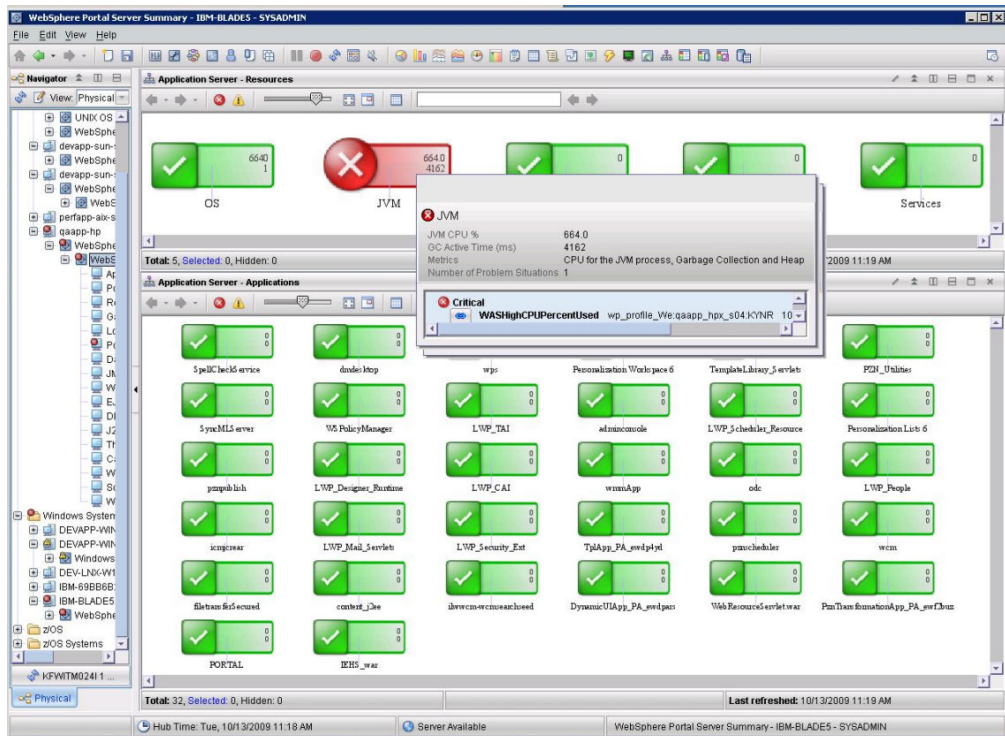 WebSphere Portal Server Summary - IBM-BLADE5 - SYSADMIN
File Edit View Help
Navigator
View: Physical
UNIX OS
WebSphe
devapp-sun-
WebSphe
devapp-sun-
WebSphe
WebS
perfapp-aix-s
qaapp-hp
WebSphe
WebS
Windows System
DEVAPP-WIN
DEVAPP-WIN
Windows
DEV-LNX-W1
IBM-69BB6B
IBM-BLADE5
WebSphe
z/OS
z/OS Systems
KFWITM024I 1 ...
Physical
Application Server - Resources
6640
1
664.0
4162
0
0
0
OS
JVM
Services
Total: 5, Selected: 0, Hidden: 0
/2009 11:19 AM
JVM
JVM CPU % 664.0
GC Active Time (ms) 4162
Metrics CPU for the JVM process, Garbage Collection and Heap
Number of Problem Situations 1
Critical
WASHighCPUPercentUsed wp_profile_We:qaapp_hpx_s04:KYNR 10
Application Server - Applications
SpellCheckService dmdesktop wps Personalization Workspace 6 TemplateLibrary_Servlets PZN_Utilities
SyncMLServer WSPolicyManager LWP_TAI adminconsole LWP_Scheduler_Resource Personalization Lists 6
pznpublish LWP_Designer_Runtime LWP_CAI wmmApp odc LWP_People
icmjcrear LWP_Mail_Servlets LWP_Security_Ext TplApp_PA_ewdp4yd pznscheduler wcm
filetransferSecured content_j2ee ilwwcm-wcmsearchseed DynamicUIApp_PA_ewdpars WebResourceServlet.war
PORTAL IEHS_war
Total: 32, Selected: 0, Hidden: 0
Last refreshed: 10/13/2009 11:19 AM
Hub Time: Tue, 10/13/2009 11:18 AM
Server Available
WebSphere Portal Server Summary - IBM-BLADE5 - SYSADMIN